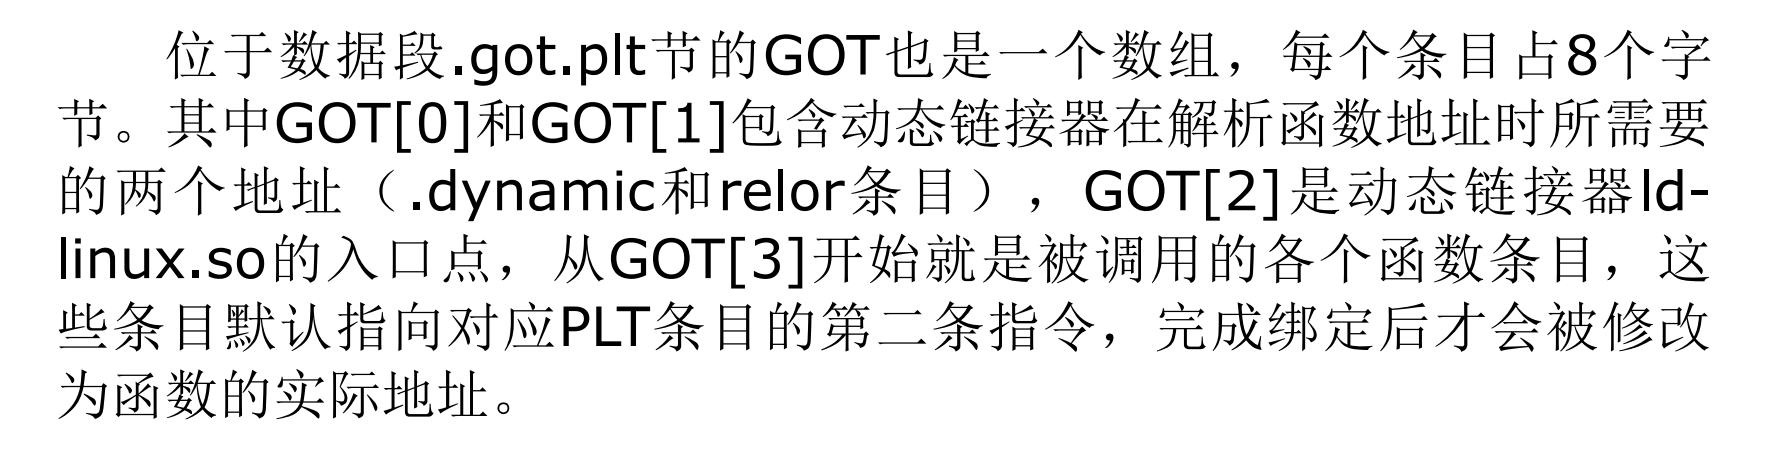 位于数据段.got.plt节的GOT也是一个数组，每个条目占8个字
节。其中GOT[0]和GOT[1]包含动态链接器在解析函数地址时所需要
的两个地址（.dynamic和relor条目），GOT[2]是动态链接器ld-
linux.so的入口点，从GOT[3]开始就是被调用的各个函数条目，这
些条目默认指向对应PLT条目的第二条指令，完成绑定后才会被修改
为函数的实际地址。